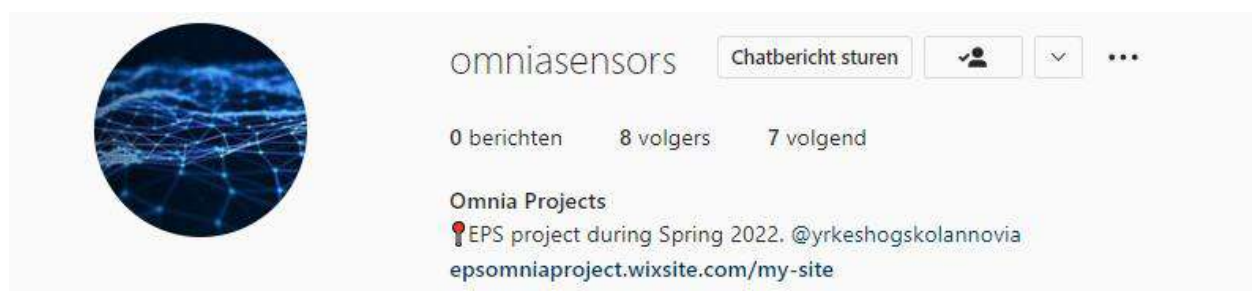 omniasensors Chatbericht sturen
0 berichten 8 volgers 7 volgend
Omnia Projects
📍EPS project during Spring 2022. @yrkeshogskolannovia
epsomniaproject.wixsite.com/my-site